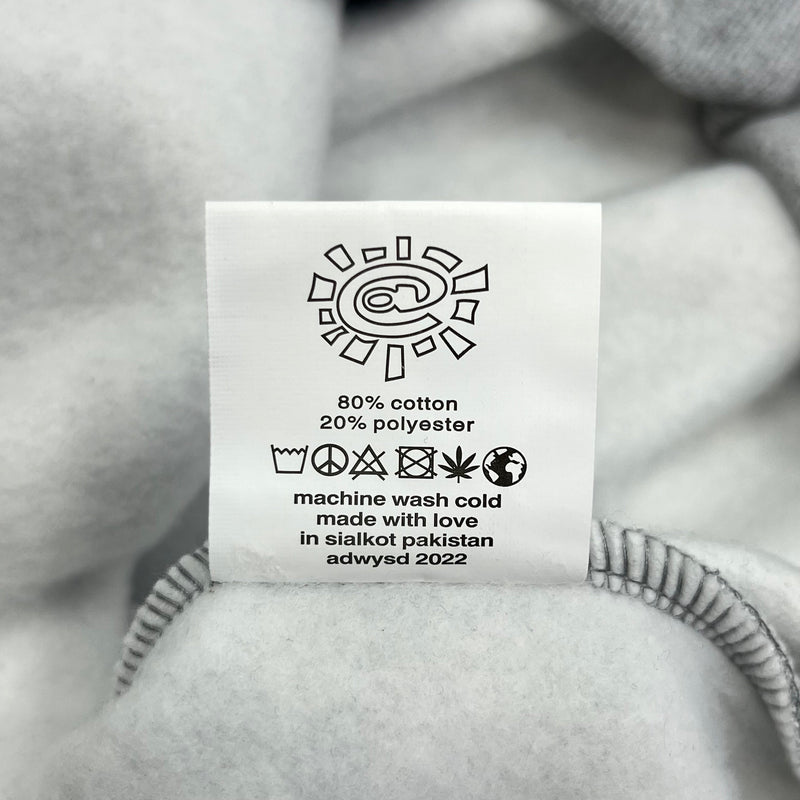 @
80% cotton
20% polyester
machine wash cold
made with love
in sialkot pakistan
adwysd 2022